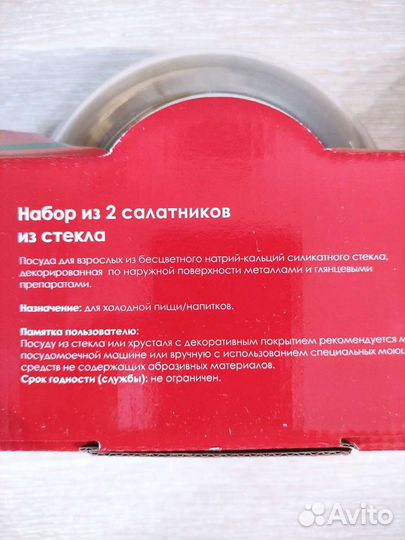 Набор из 2 салатников
из стекла
Посуда для взрослых из бесцветного натрий-кальций силикатного стекла,
декорированная по наружной поверхности металлами и глянцевыми
препаратами.
Назначение: для холодной пищи/напитков.
Памятка пользователю:
Посуду из стекла или хрусталя с декоративным покрытием рекомендуется
посудомоечной машине или вручную с использованием специальных
средств не содержащих абразивных материалов.
Срок годности (службы): не ограничен.
Avito